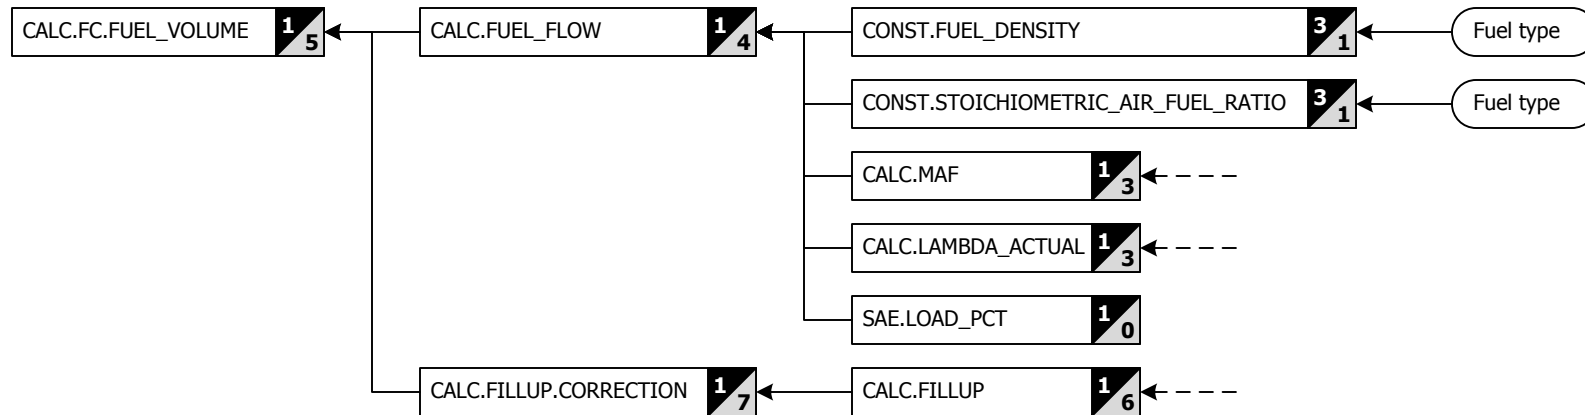 CALC.FC.FUEL_VOLUME 1 5
CALC.FUEL_FLOW 1 4
CONST.FUEL_DENSITY 3 1
Fuel type
CONST.STOICHIOMETRIC_AIR_FUEL_RATIO 3 1
Fuel type
CALC.MAF 1 3
CALC.LAMBDA_ACTUAL 1 3
SAE.LOAD_PCT 1 0
CALC.FILLUP.CORRECTION 1 7
CALC.FILLUP 1 6